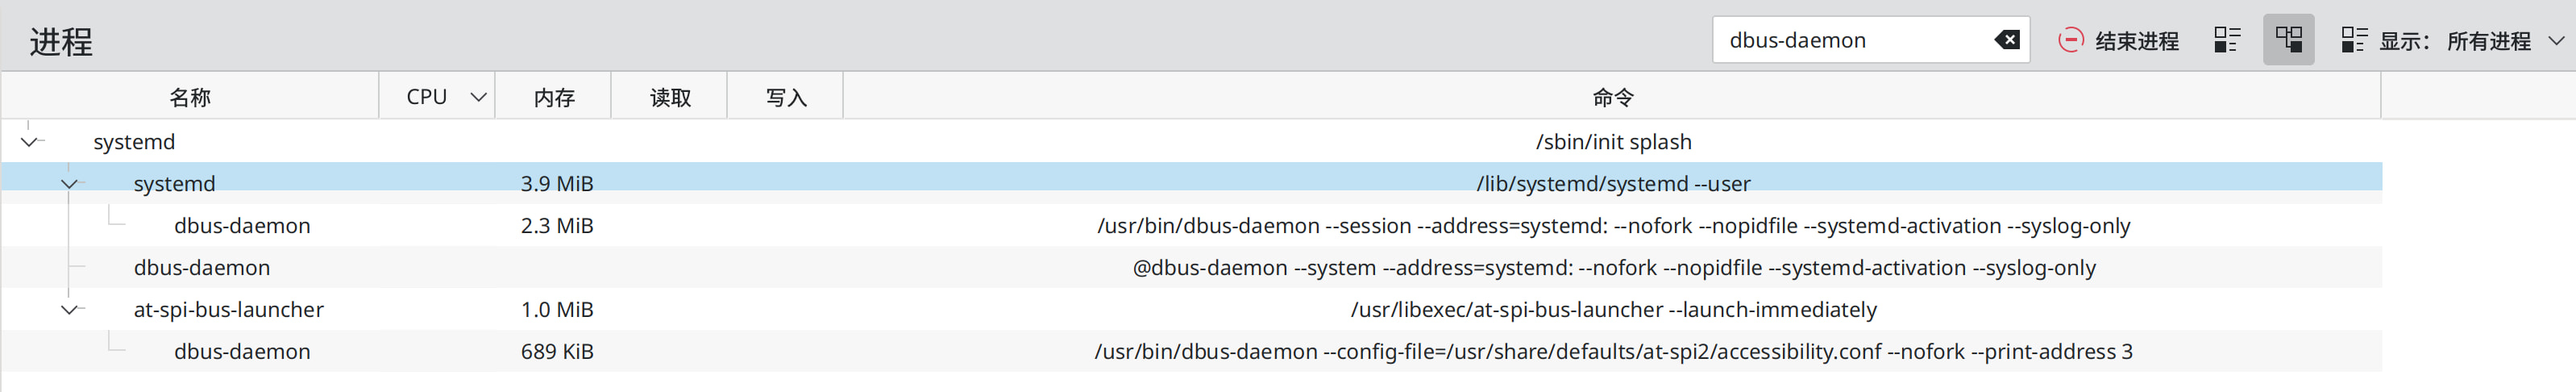 进程 dbus-daemon 结束进程 显示： 所有进程
名称 CPU 内存 读取 写入 命令
systemd /sbin/init splash
systemd 3.9 MiB /lib/systemd/systemd --user
dbus-daemon 2.3 MiB /usr/bin/dbus-daemon --session --address=systemd: --nofork --nopidfile --systemd-activation --syslog-only
dbus-daemon @dbus-daemon --system --address=systemd: --nofork --nopidfile --systemd-activation --syslog-only
at-spi-bus-launcher 1.0 MiB /usr/libexec/at-spi-bus-launcher --launch-immediately
dbus-daemon 689 KiB /usr/bin/dbus-daemon --config-file=/usr/share/defaults/at-spi2/accessibility.conf --nofork --print-address 3